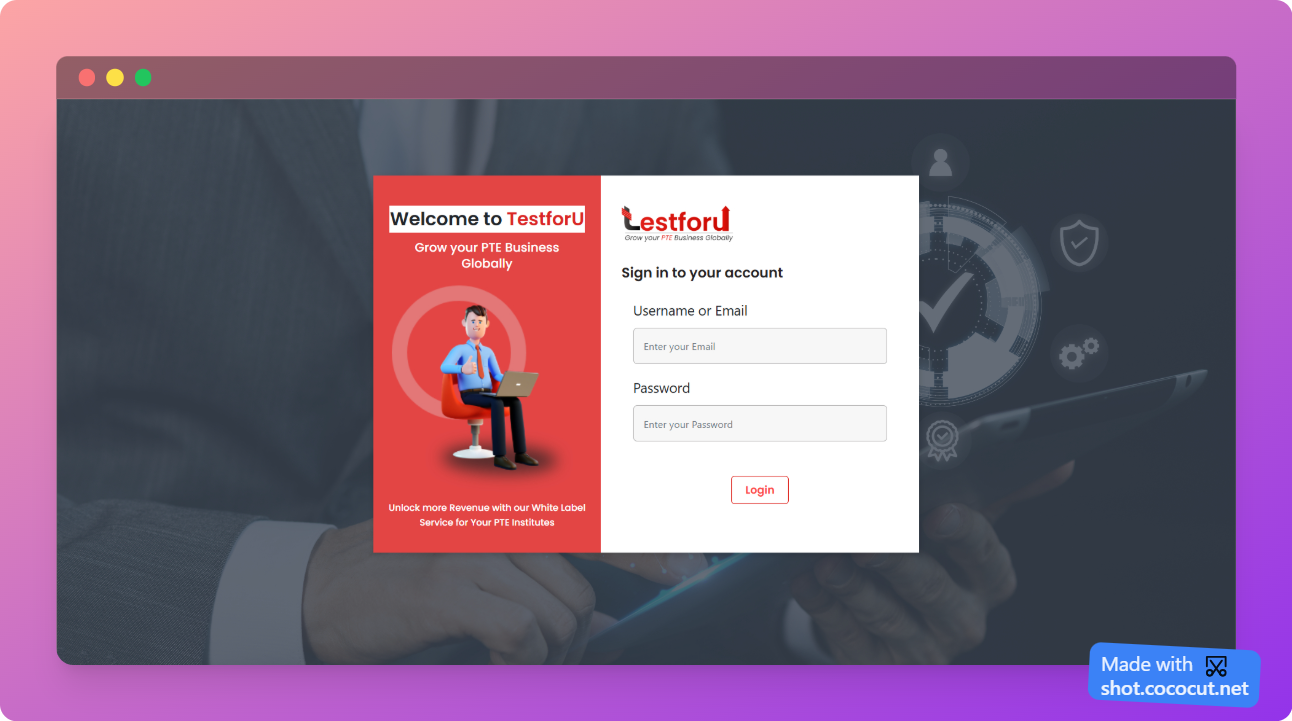 Welcome to TestforU
Grow your PTE Business
Globally
Unlock more Revenue with our White Label
Service for Your PTE Institutes
testforU
Grow your PTE Business Globally
Sign in to your account
Username or Email
Enter your Email
Password
Enter your Password
Login
Made with
shot.cococut.net